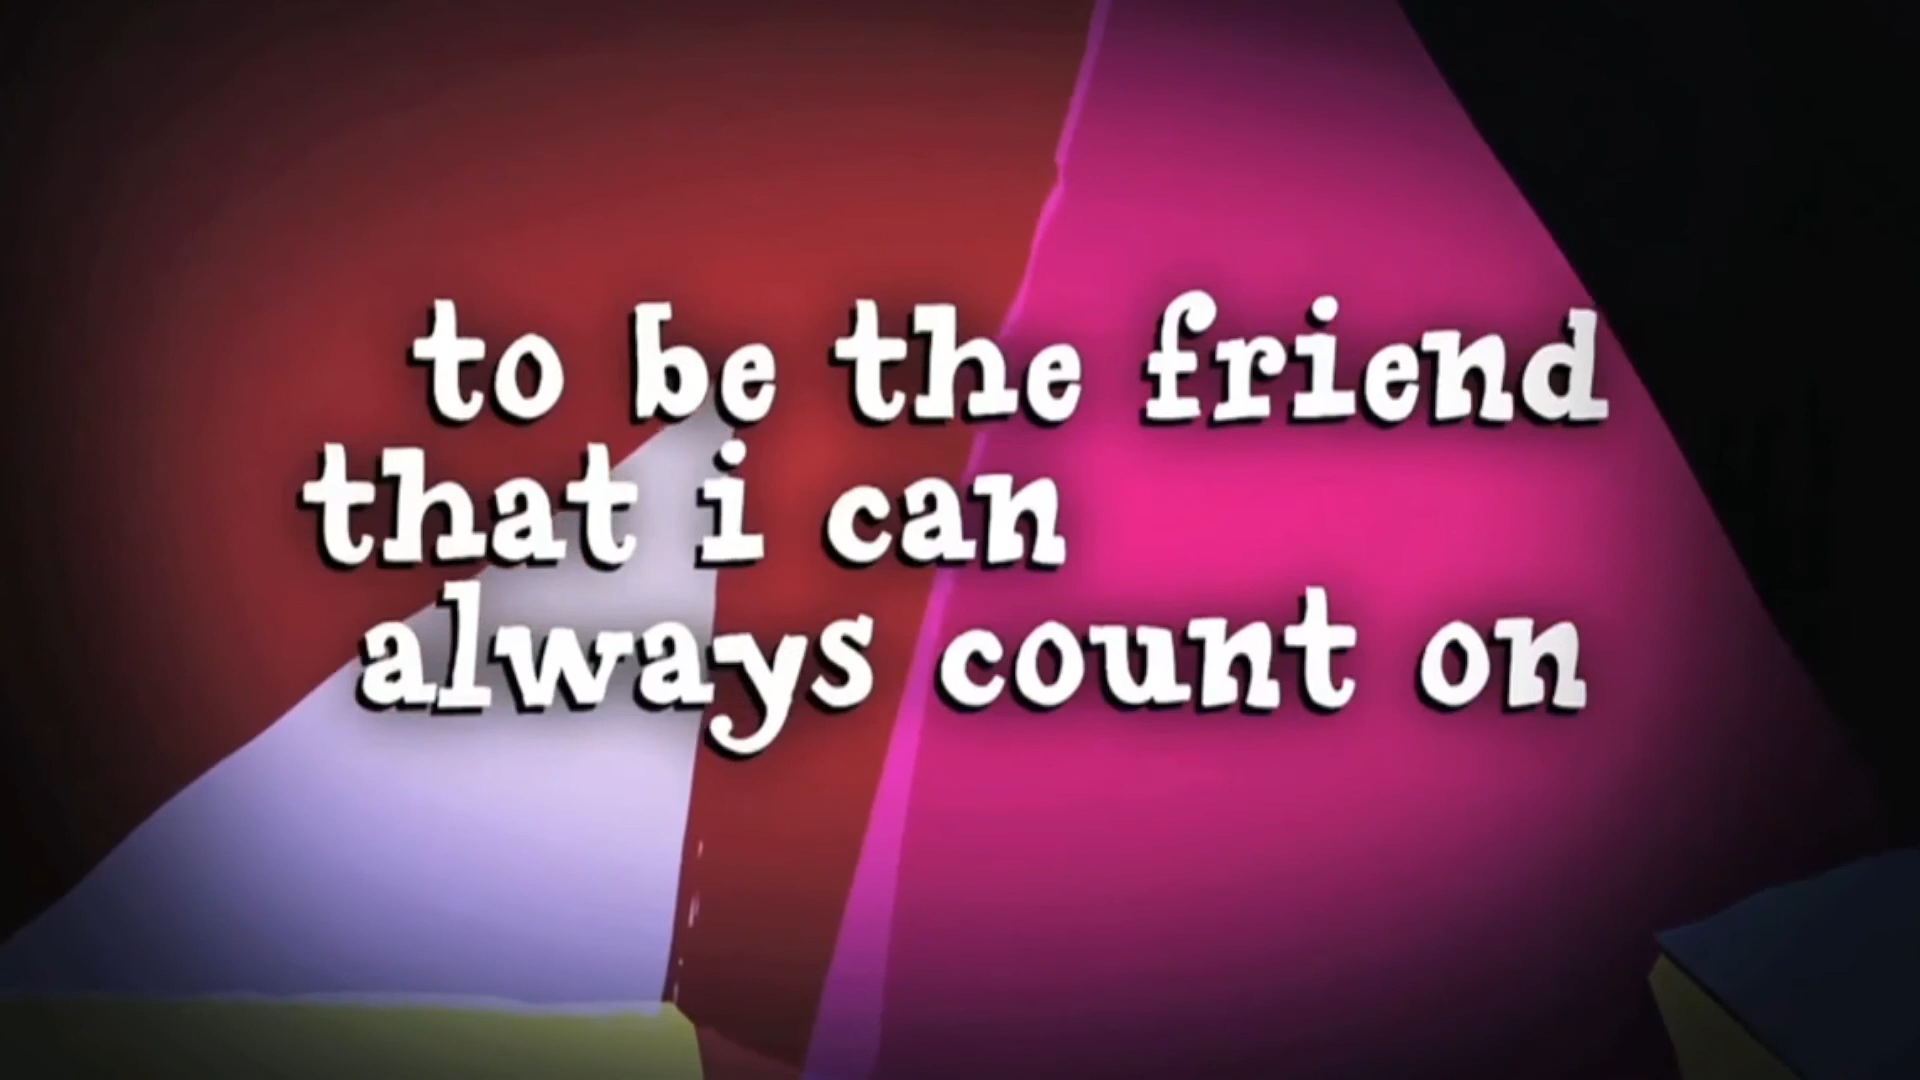 to be the friend
that i can
always count on